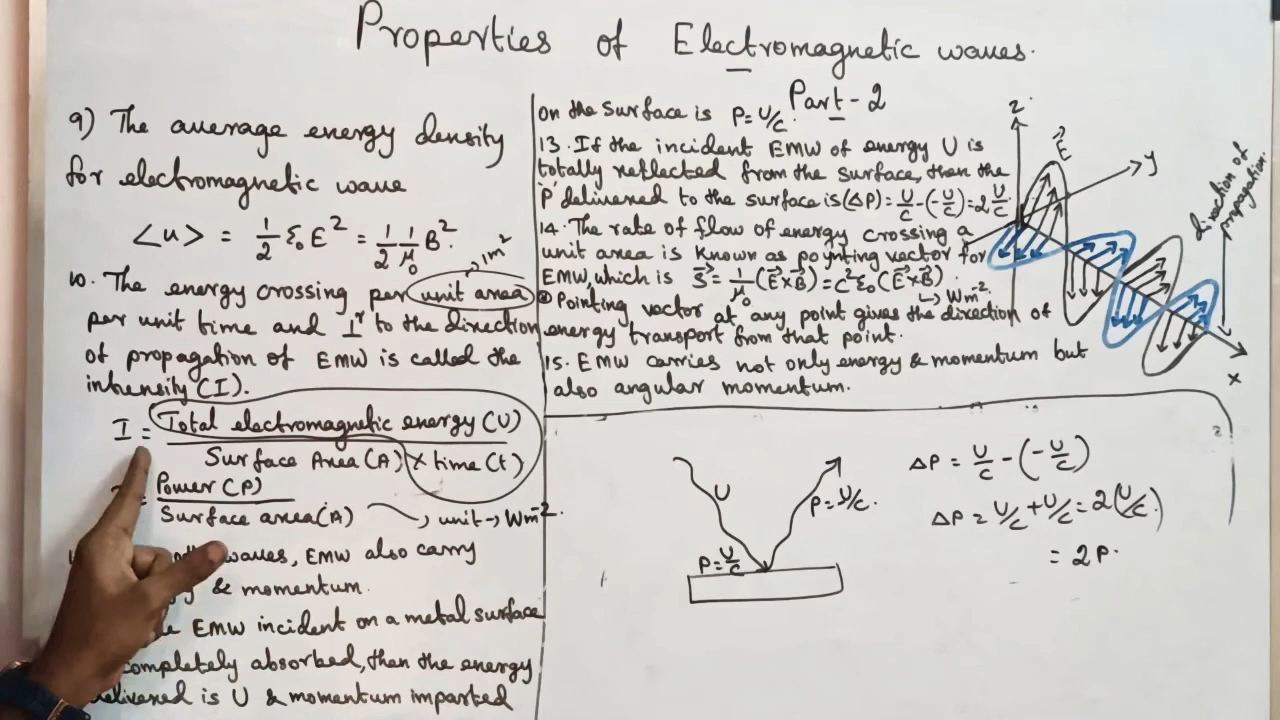 Properties of Electromagnetic waves.
Part-2
9) The average energy density
for electromagnetic wave
<u> = 1/2 ε₀E² = 1/2 1/μ₀ B².
1m²
10. The energy crossing per unit area
per unit time and ⊥r to the direction
of propagation of EMW is called the
intensity (I).
I = Total electromagnetic energy (U)
Surface Area (A) × time (t)
= Power (P)
Surface area (A) → unit → Wm⁻².
waves, EMW also carry
& momentum.
EMW incident on a metal surface
completely absorbed, then the energy
delivered is U & momentum imparted
on the surface is P = U/C.
13. If the incident EMW of energy U is
totally reflected from the surface, then the
'P' delivered to the surface is (ΔP) = U/C - (-U/C) = 2 U/C.
14. The rate of flow of energy crossing a
unit area is known as poynting vector for
EMW, which is S⃗ = 1/μ₀ (E⃗×B⃗) = C²ε₀ (E⃗×B⃗).
↳ Wm⁻².
Pointing vector at any point gives the direction of
energy transport from that point.
15. EMW carries not only energy & momentum but
also angular momentum.
z
E⃗
y
direction of
propagation.
x
U
P = U/C
P = U/C.
ΔP = U/C - (-U/C)
ΔP = U/C + U/C = 2(U/C)
= 2P.